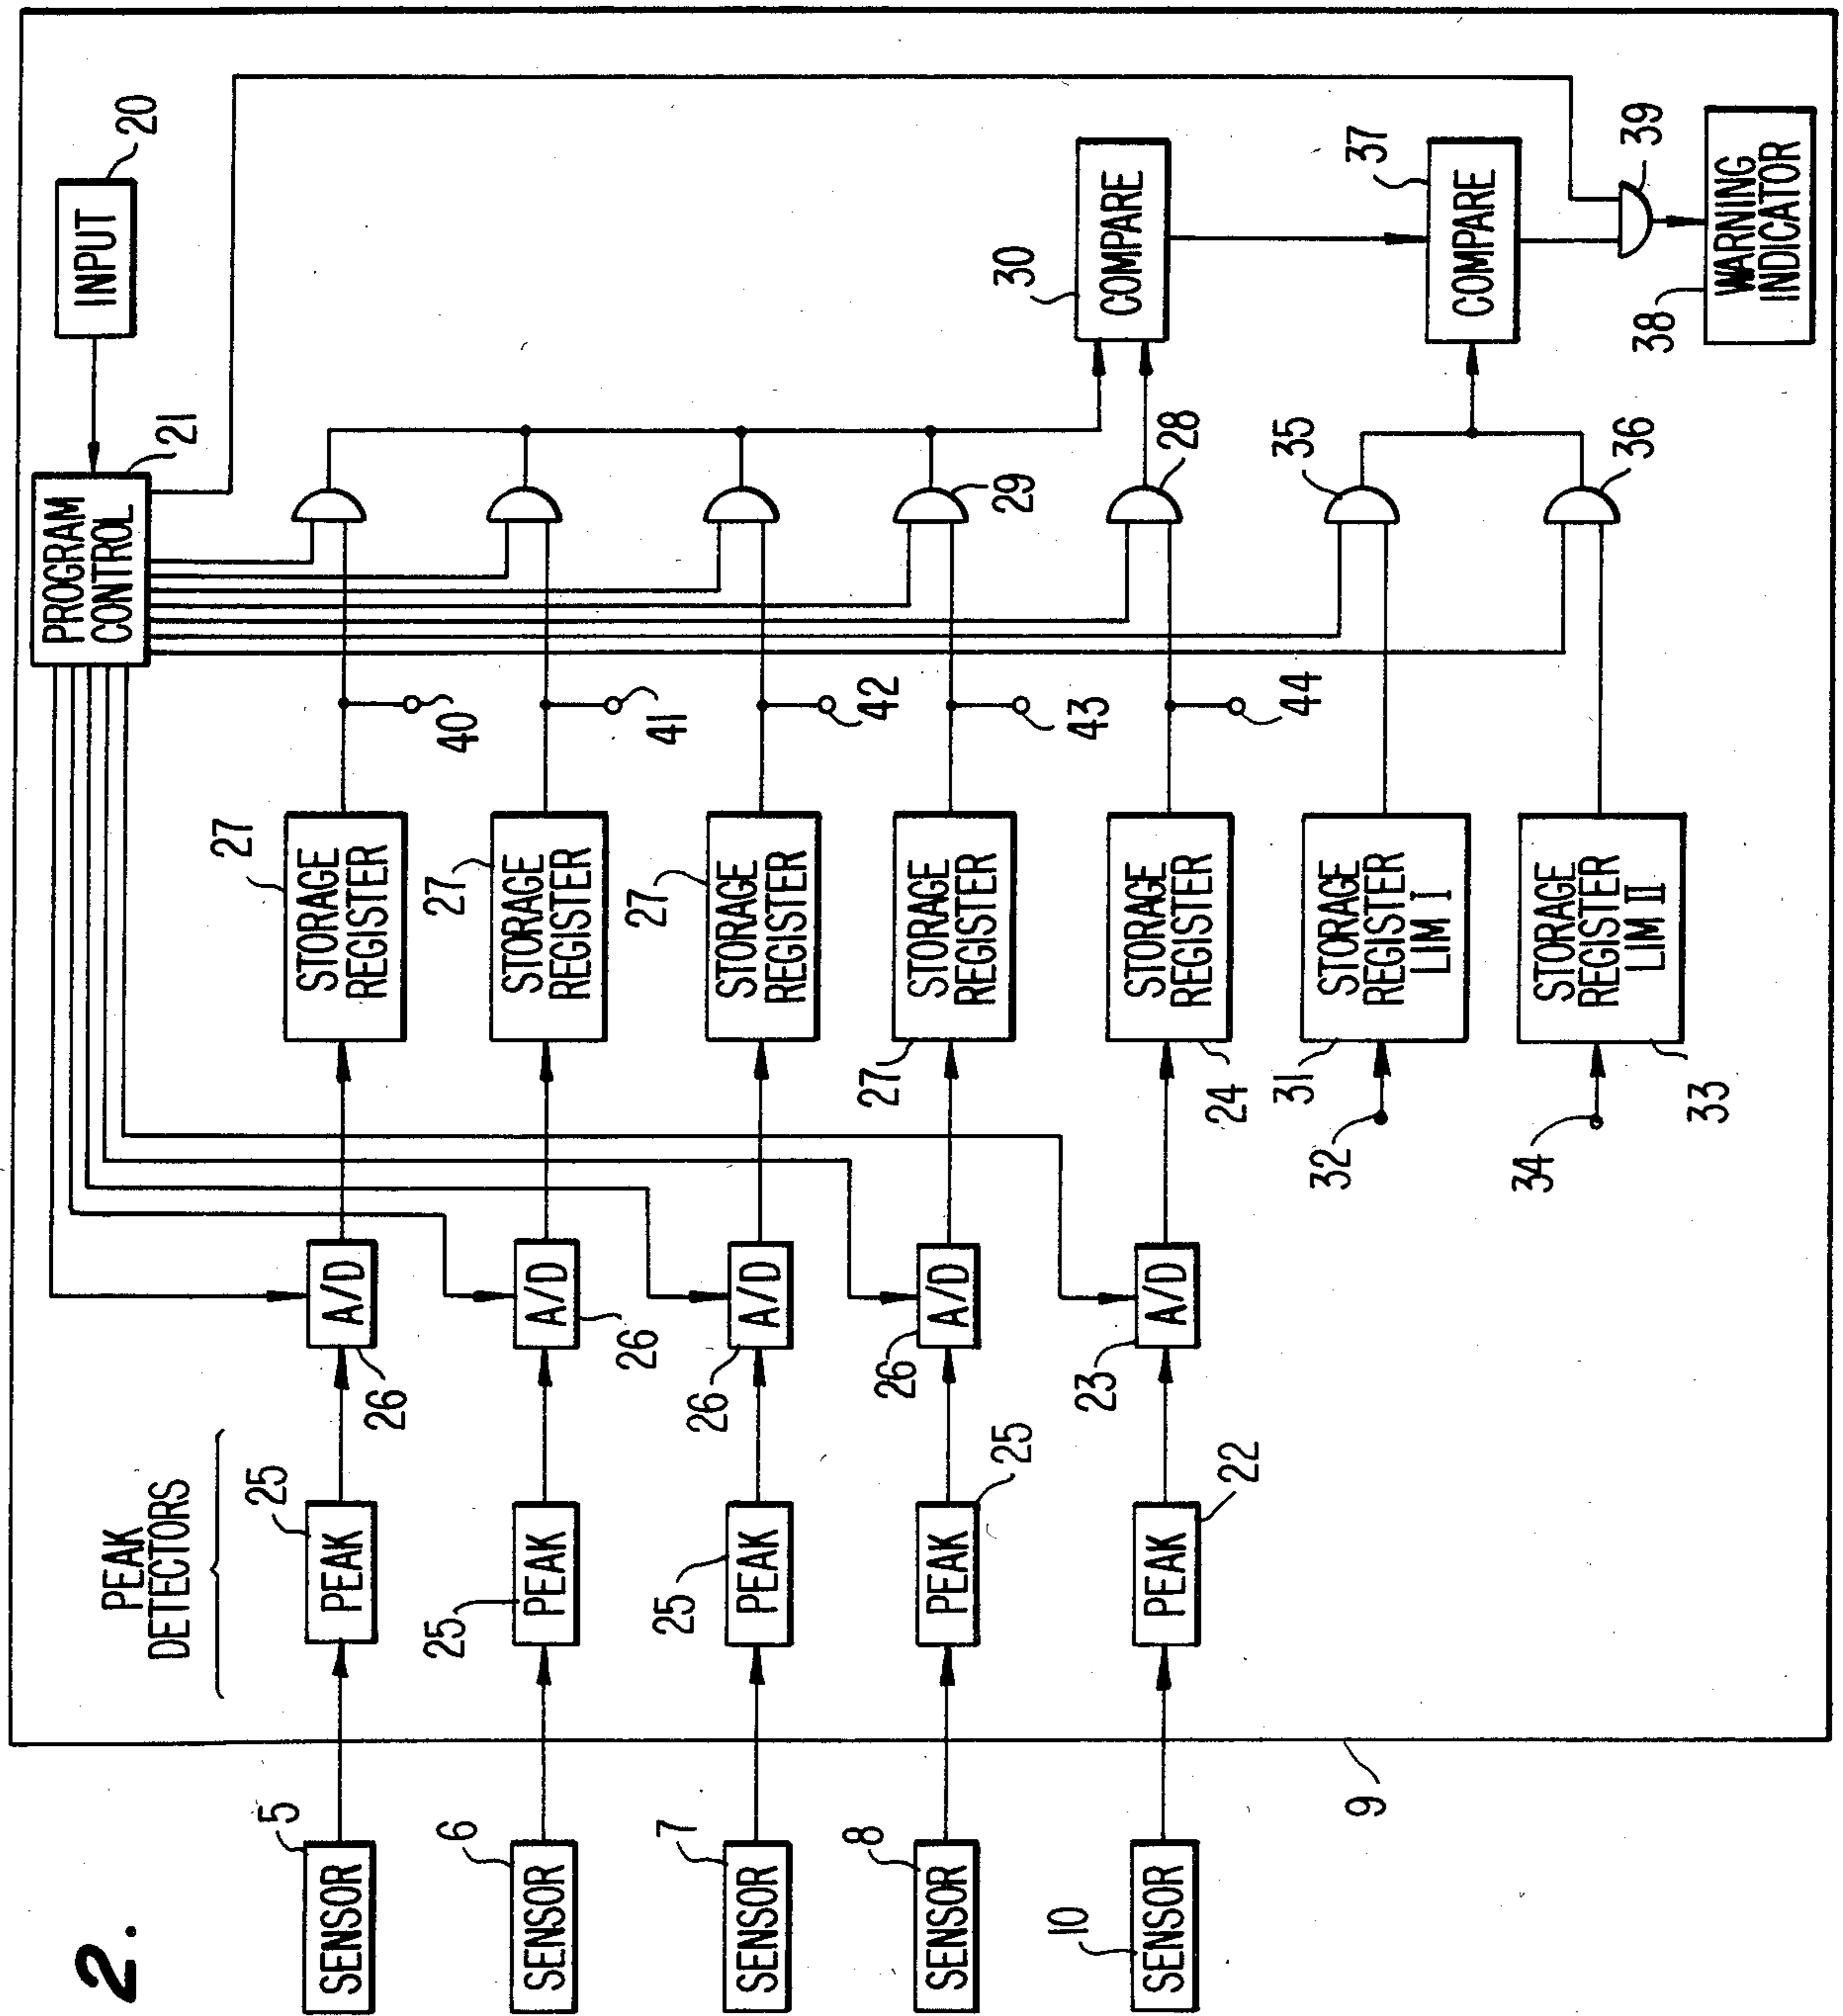 2.
INPUT
20
PROGRAM
CONTROL
21
PEAK
DETECTORS
SENSOR
5
PEAK
25
A/D
26
STORAGE
REGISTER
27
40
SENSOR
6
PEAK
25
A/D
26
STORAGE
REGISTER
27
41
SENSOR
7
PEAK
25
A/D
26
STORAGE
REGISTER
27
42
SENSOR
8
PEAK
25
A/D
26
STORAGE
REGISTER
27
43
29
SENSOR
10
PEAK
22
A/D
23
STORAGE
REGISTER
24
44
28
COMPARE
30
STORAGE
REGISTER
LIM I
31
32
35
COMPARE
37
STORAGE
REGISTER
LIM II
33
34
36
39
WARNING
INDICATOR
38
9